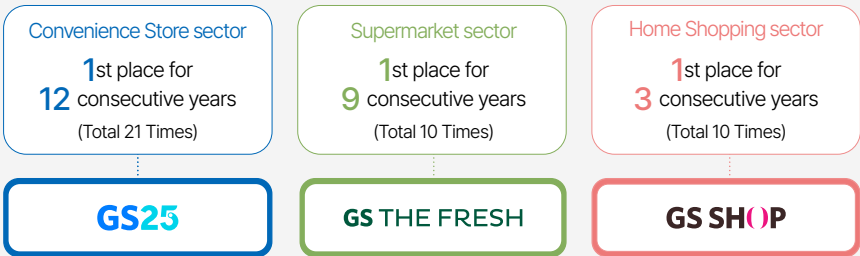 Convenience Store sector
1st place for
12 consecutive years
(Total 21 Times)
GS25
Supermarket sector
1st place for
9 consecutive years
(Total 10 Times)
GS THE FRESH
Home Shopping sector
1st place for
3 consecutive years
(Total 10 Times)
GS SHOP